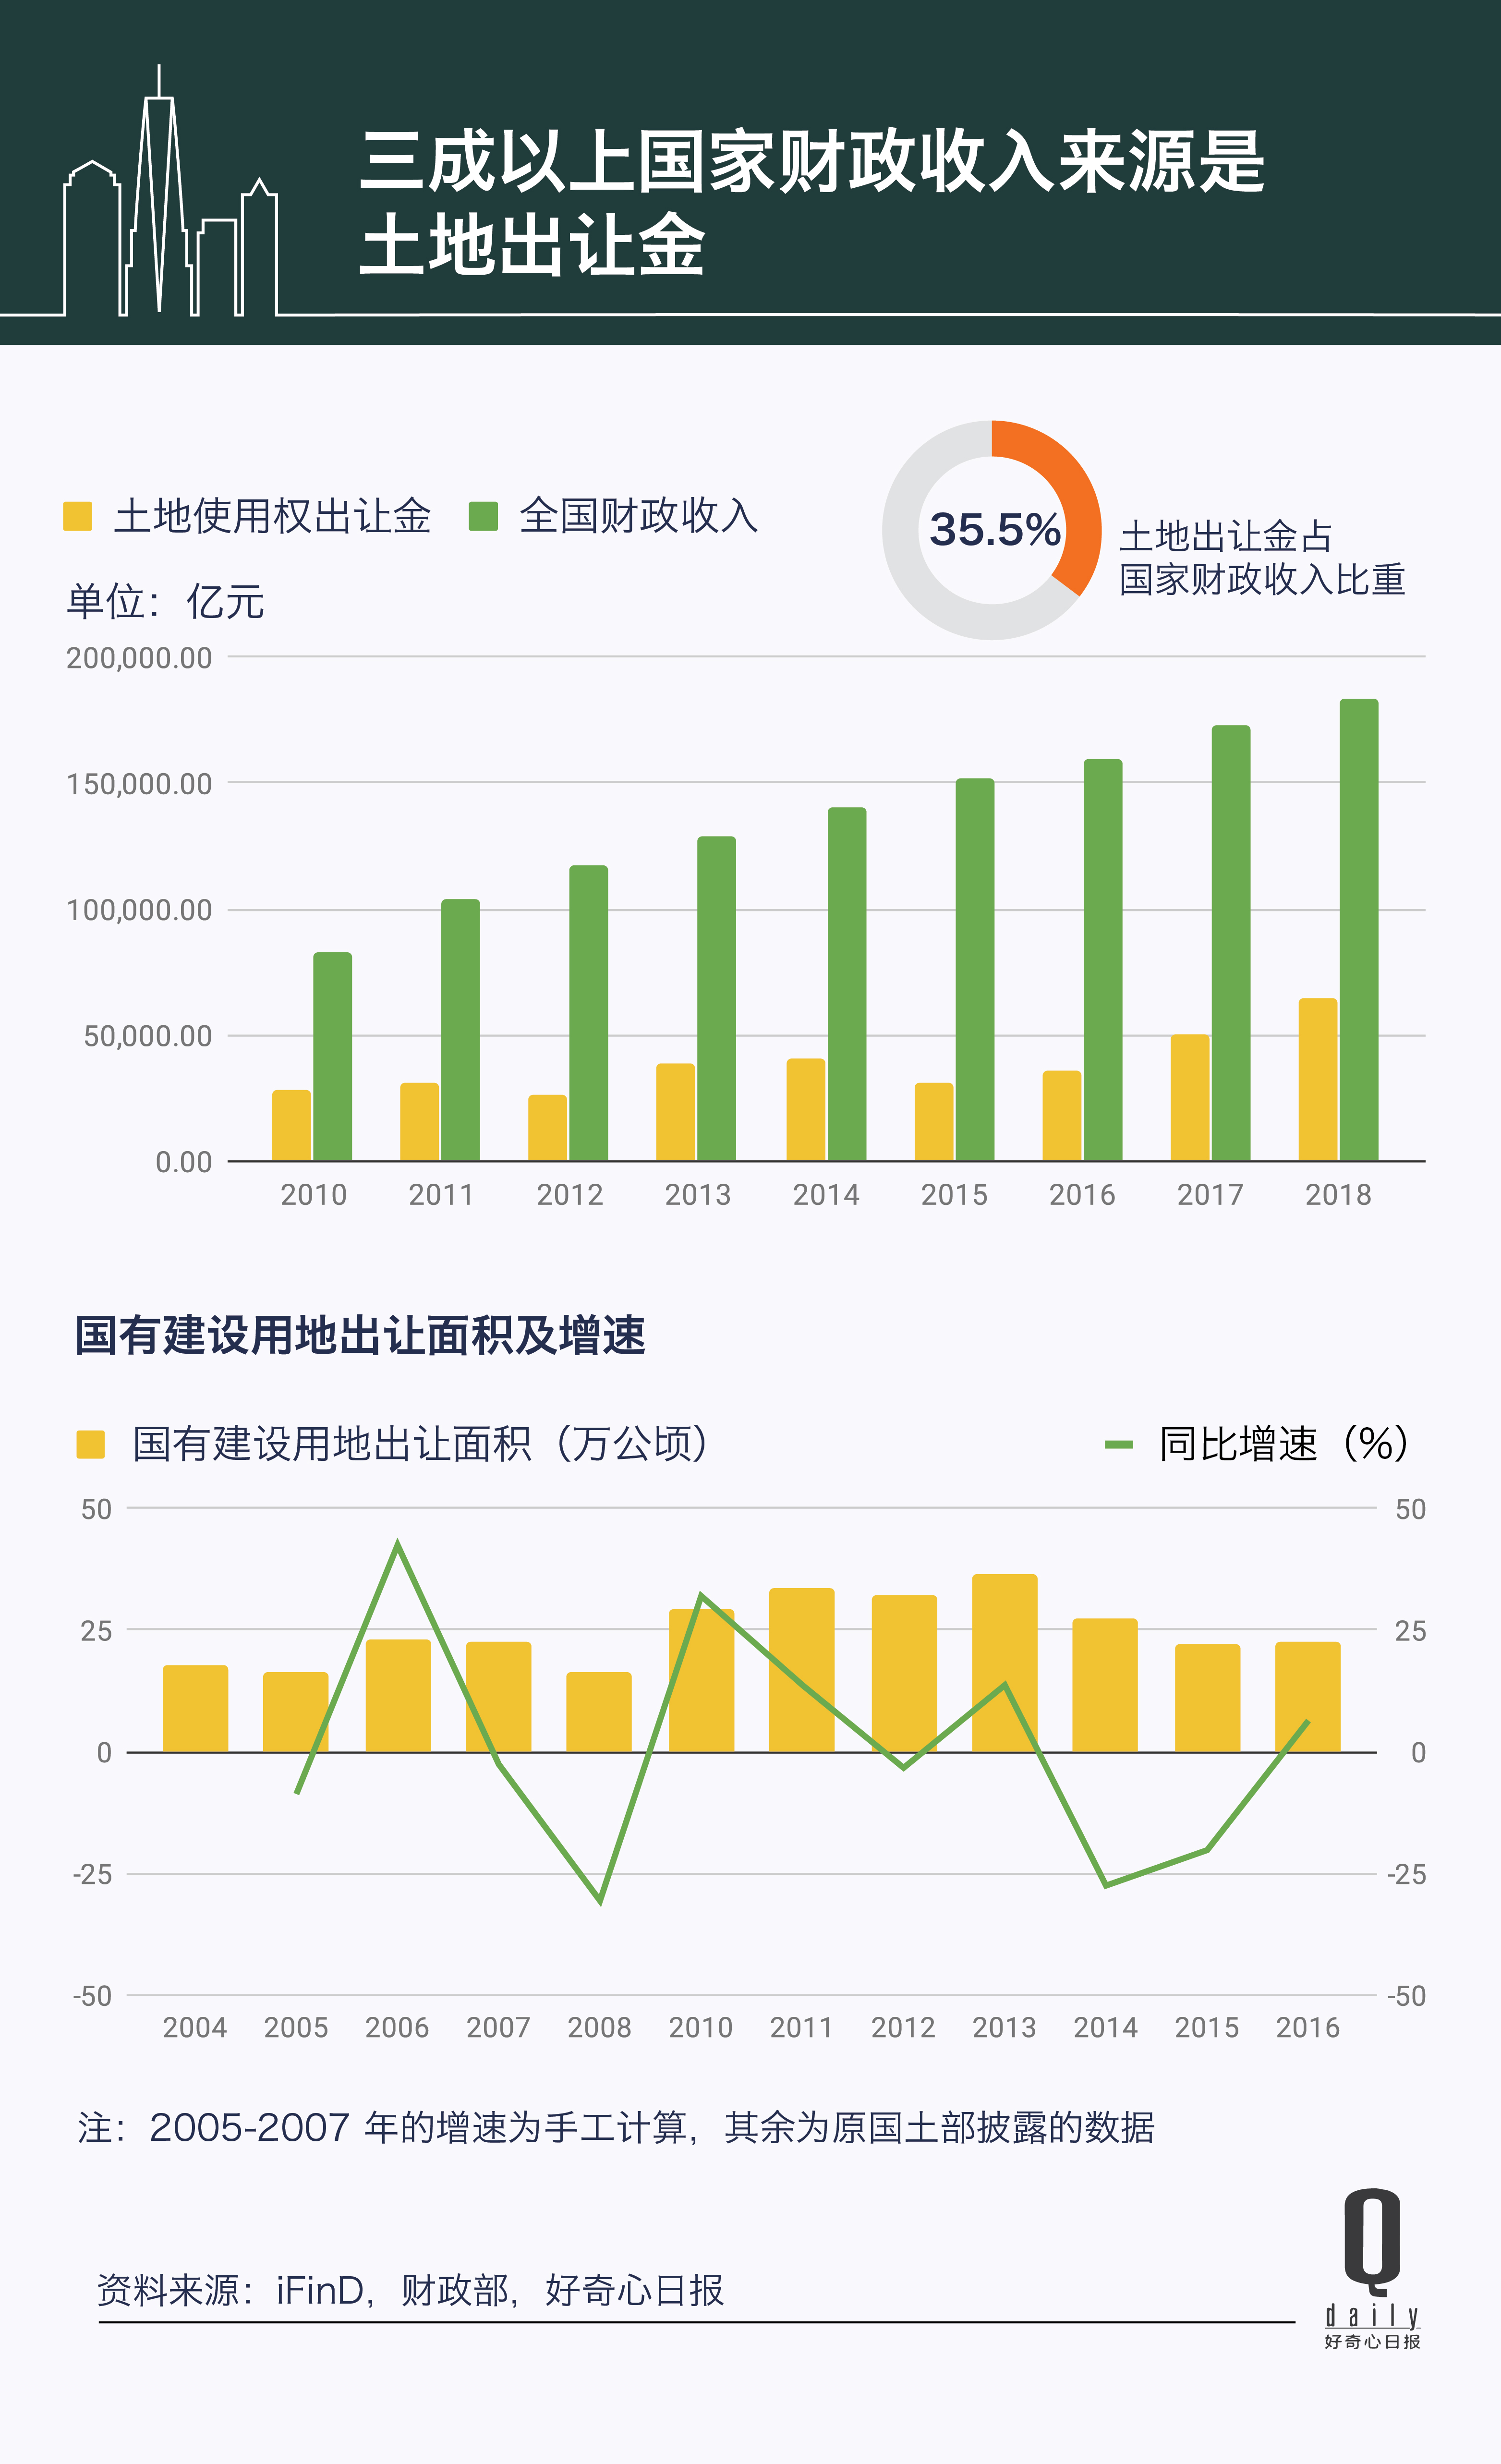 三成以上国家财政收入来源是
土地出让金
土地使用权出让金 全国财政收入
单位：亿元
35.5%
土地出让金占
国家财政收入比重
200,000.00
150,000.00
100,000.00
50,000.00
0.00
2010 2011 2012 2013 2014 2015 2016 2017 2018
国有建设用地出让面积及增速
国有建设用地出让面积（万公顷） 同比增速（%）
50 50
25 25
0 0
-25 -25
-50 -50
2004 2005 2006 2007 2008 2010 2011 2012 2013 2014 2015 2016
注：2005-2007 年的增速为手工计算，其余为原国土部披露的数据
资料来源：iFinD，财政部，好奇心日报
Q
daily
好奇心日报